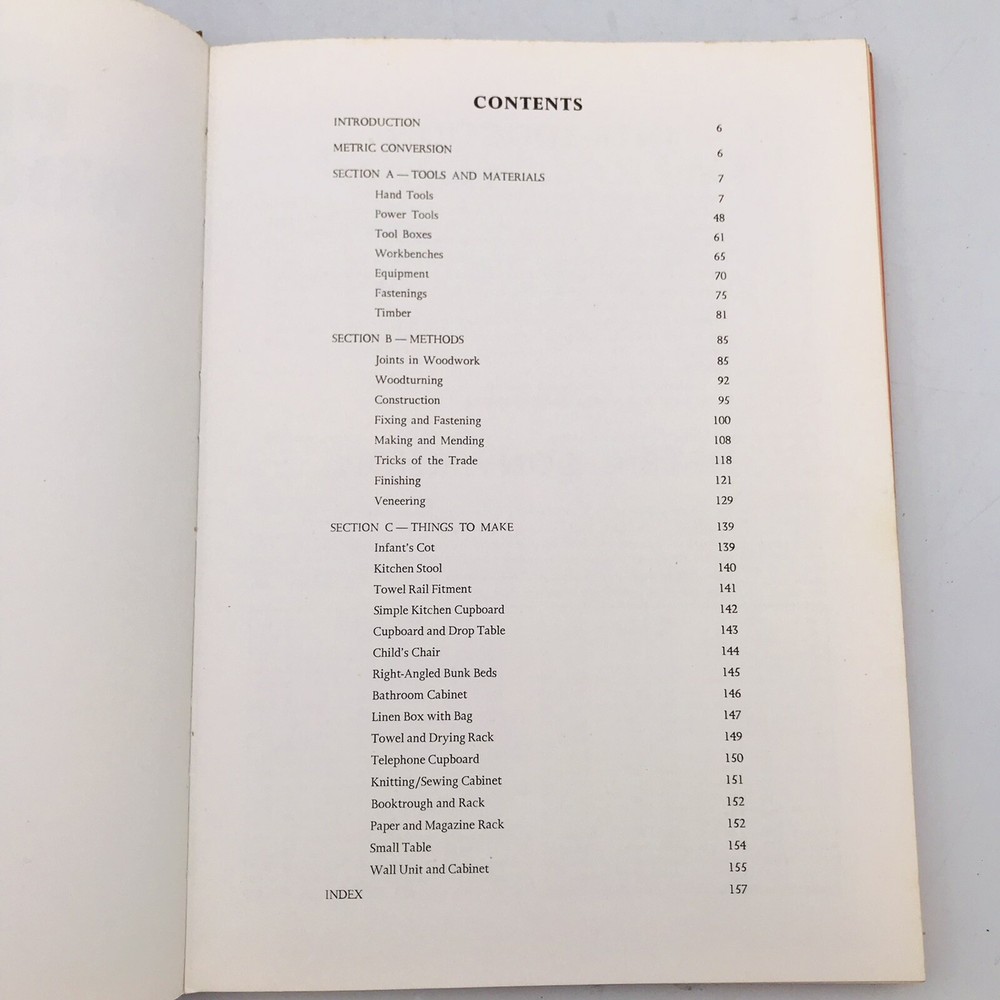 CONTENTS
INTRODUCTION 6
METRIC CONVERSION 6
SECTION A — TOOLS AND MATERIALS 7
Hand Tools 7
Power Tools 48
Tool Boxes 61
Workbenches 65
Equipment 70
Fastenings 75
Timber 81
SECTION B — METHODS 85
Joints in Woodwork 85
Woodturning 92
Construction 95
Fixing and Fastening 100
Making and Mending 108
Tricks of the Trade 118
Finishing 121
Veneering 129
SECTION C — THINGS TO MAKE 139
Infant's Cot 139
Kitchen Stool 140
Towel Rail Fitment 141
Simple Kitchen Cupboard 142
Cupboard and Drop Table 143
Child's Chair 144
Right-Angled Bunk Beds 145
Bathroom Cabinet 146
Linen Box with Bag 147
Towel and Drying Rack 149
Telephone Cupboard 150
Knitting/Sewing Cabinet 151
Booktrough and Rack 152
Paper and Magazine Rack 152
Small Table 154
Wall Unit and Cabinet 155
INDEX 157